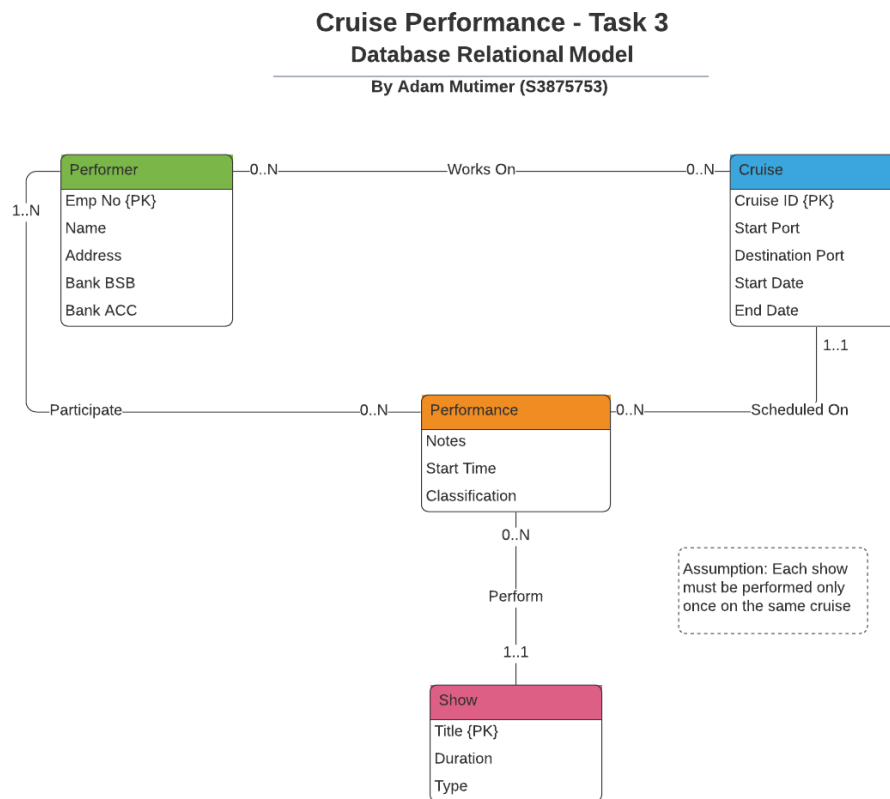 Cruise Performance - Task 3
Database Relational Model
By Adam Mutimer (S3875753)
Performer
0..N
Works On
0..N
Cruise
1..N
Emp No {PK}
Name
Address
Bank BSB
Bank ACC
Cruise ID {PK}
Start Port
Destination Port
Start Date
End Date
1..1
Participate
0..N
Performance
0..N
Scheduled On
Notes
Start Time
Classification
0..N
Perform
1..1
Assumption: Each show
must be performed only
once on the same cruise
Show
Title {PK}
Duration
Type